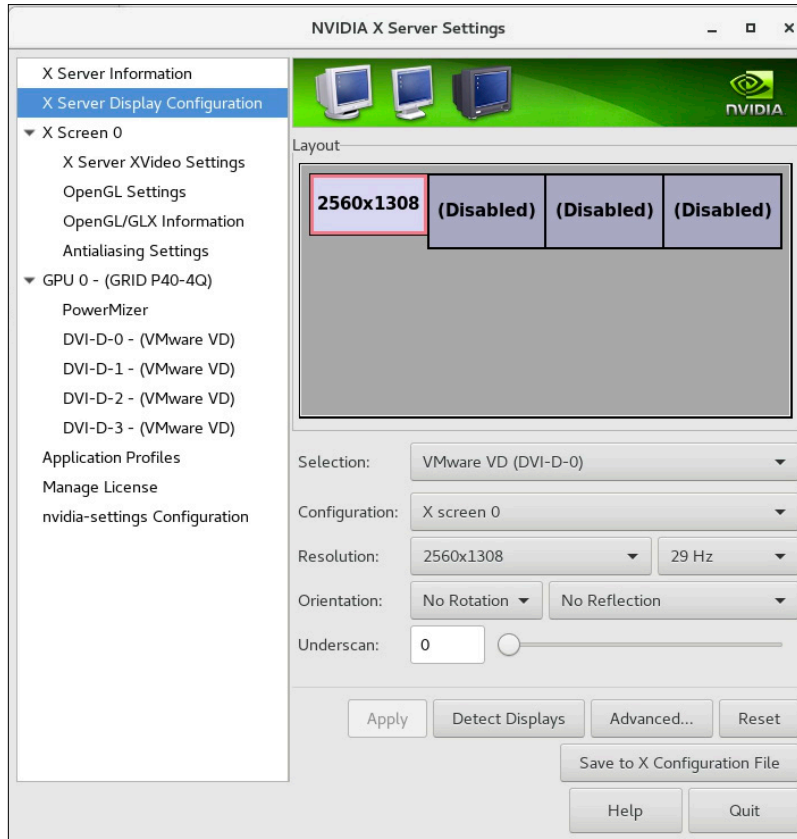 NVIDIA X Server Settings
X Server Information
X Server Display Configuration
X Screen 0
X Server XVideo Settings
OpenGL Settings
OpenGL/GLX Information
Antialiasing Settings
GPU 0 - (GRID P40-4Q)
PowerMizer
DVI-D-0 - (VMware VD)
DVI-D-1 - (VMware VD)
DVI-D-2 - (VMware VD)
DVI-D-3 - (VMware VD)
Application Profiles
Manage License
nvidia-settings Configuration
NVIDIA
Layout
2560x1308 (Disabled) (Disabled) (Disabled)
Selection: VMware VD (DVI-D-0)
Configuration: X screen 0
Resolution: 2560x1308 29 Hz
Orientation: No Rotation No Reflection
Underscan: 0
Apply Detect Displays Advanced... Reset
Save to X Configuration File
Help Quit